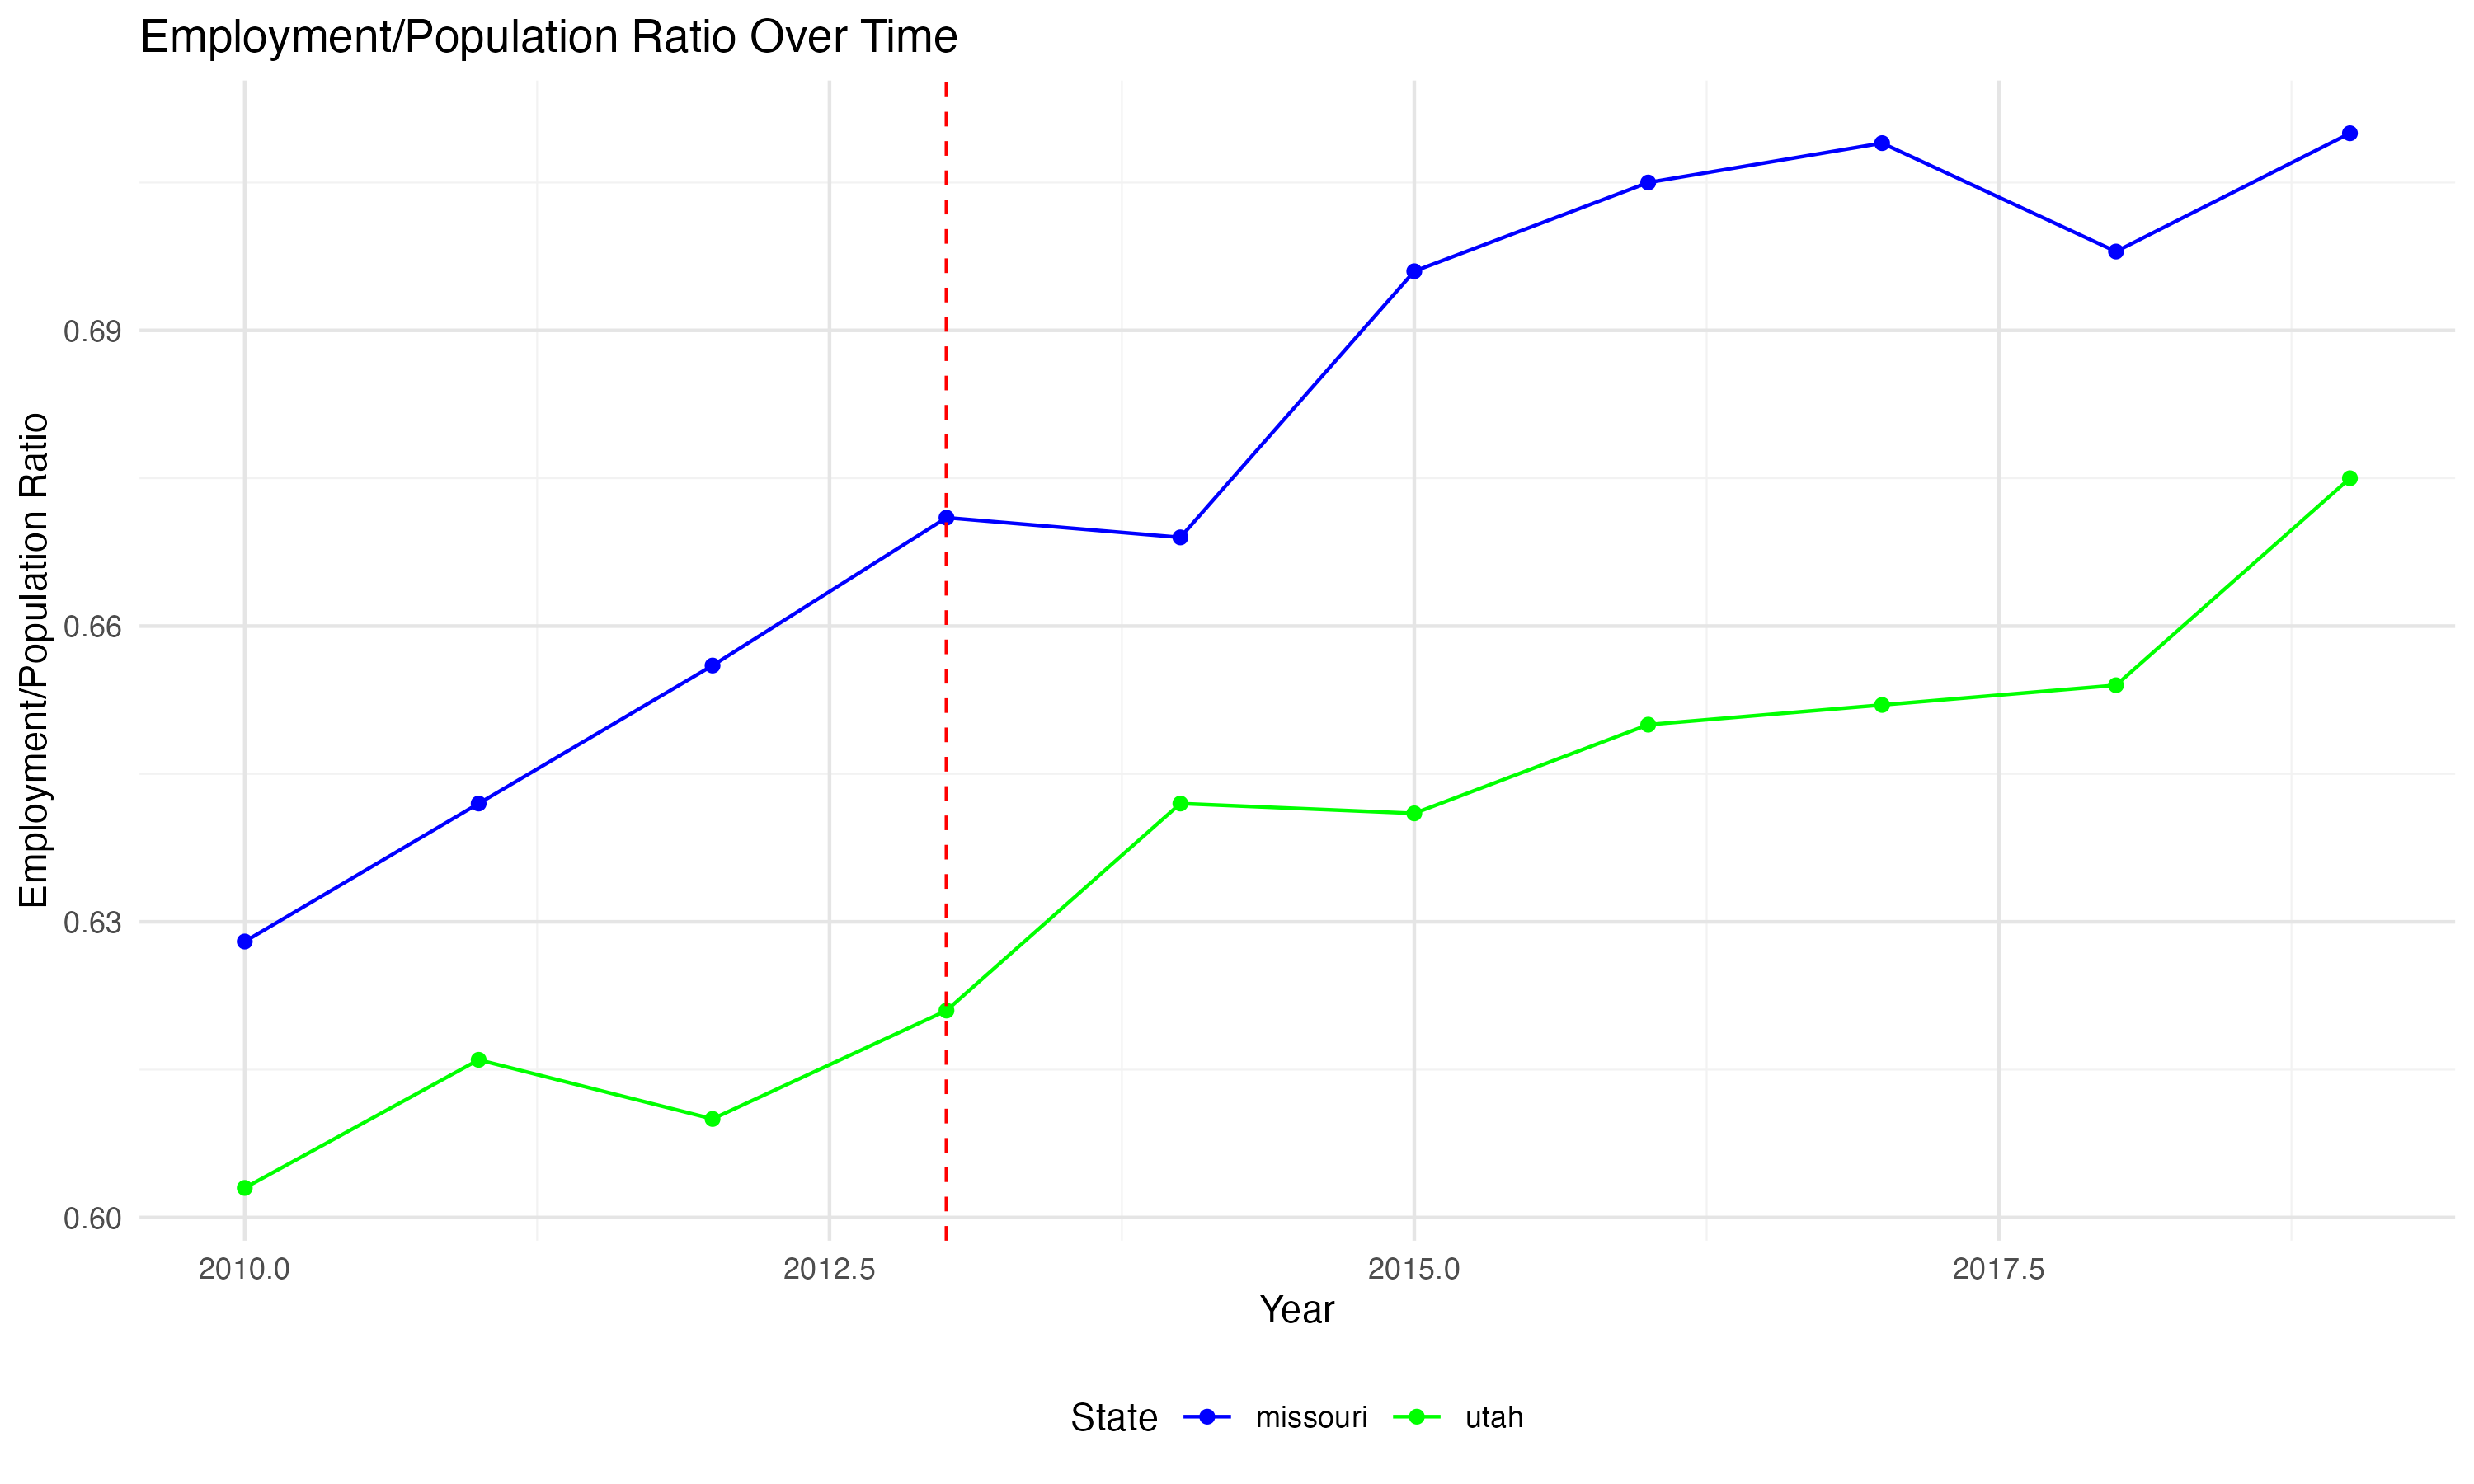 Employment/Population Ratio Over Time
Employment/Population Ratio
0.69
0.66
0.63
0.60
2010.0 2012.5 2015.0 2017.5
Year
State missouri utah